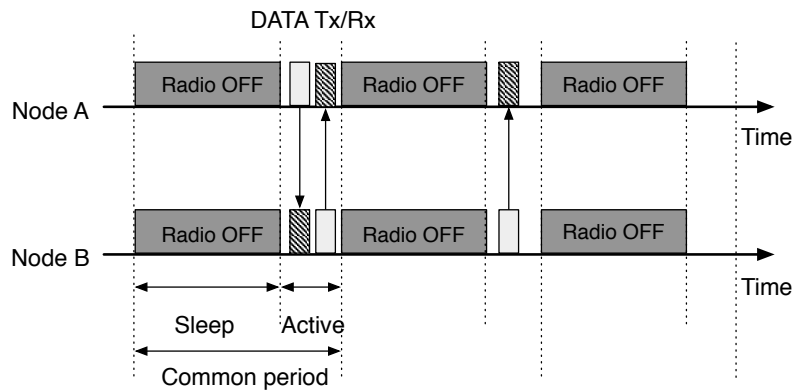 DATA Tx/Rx
Radio OFF Radio OFF Radio OFF
Node A
Time
Radio OFF Radio OFF Radio OFF
Node B
Time
Sleep Active
Common period